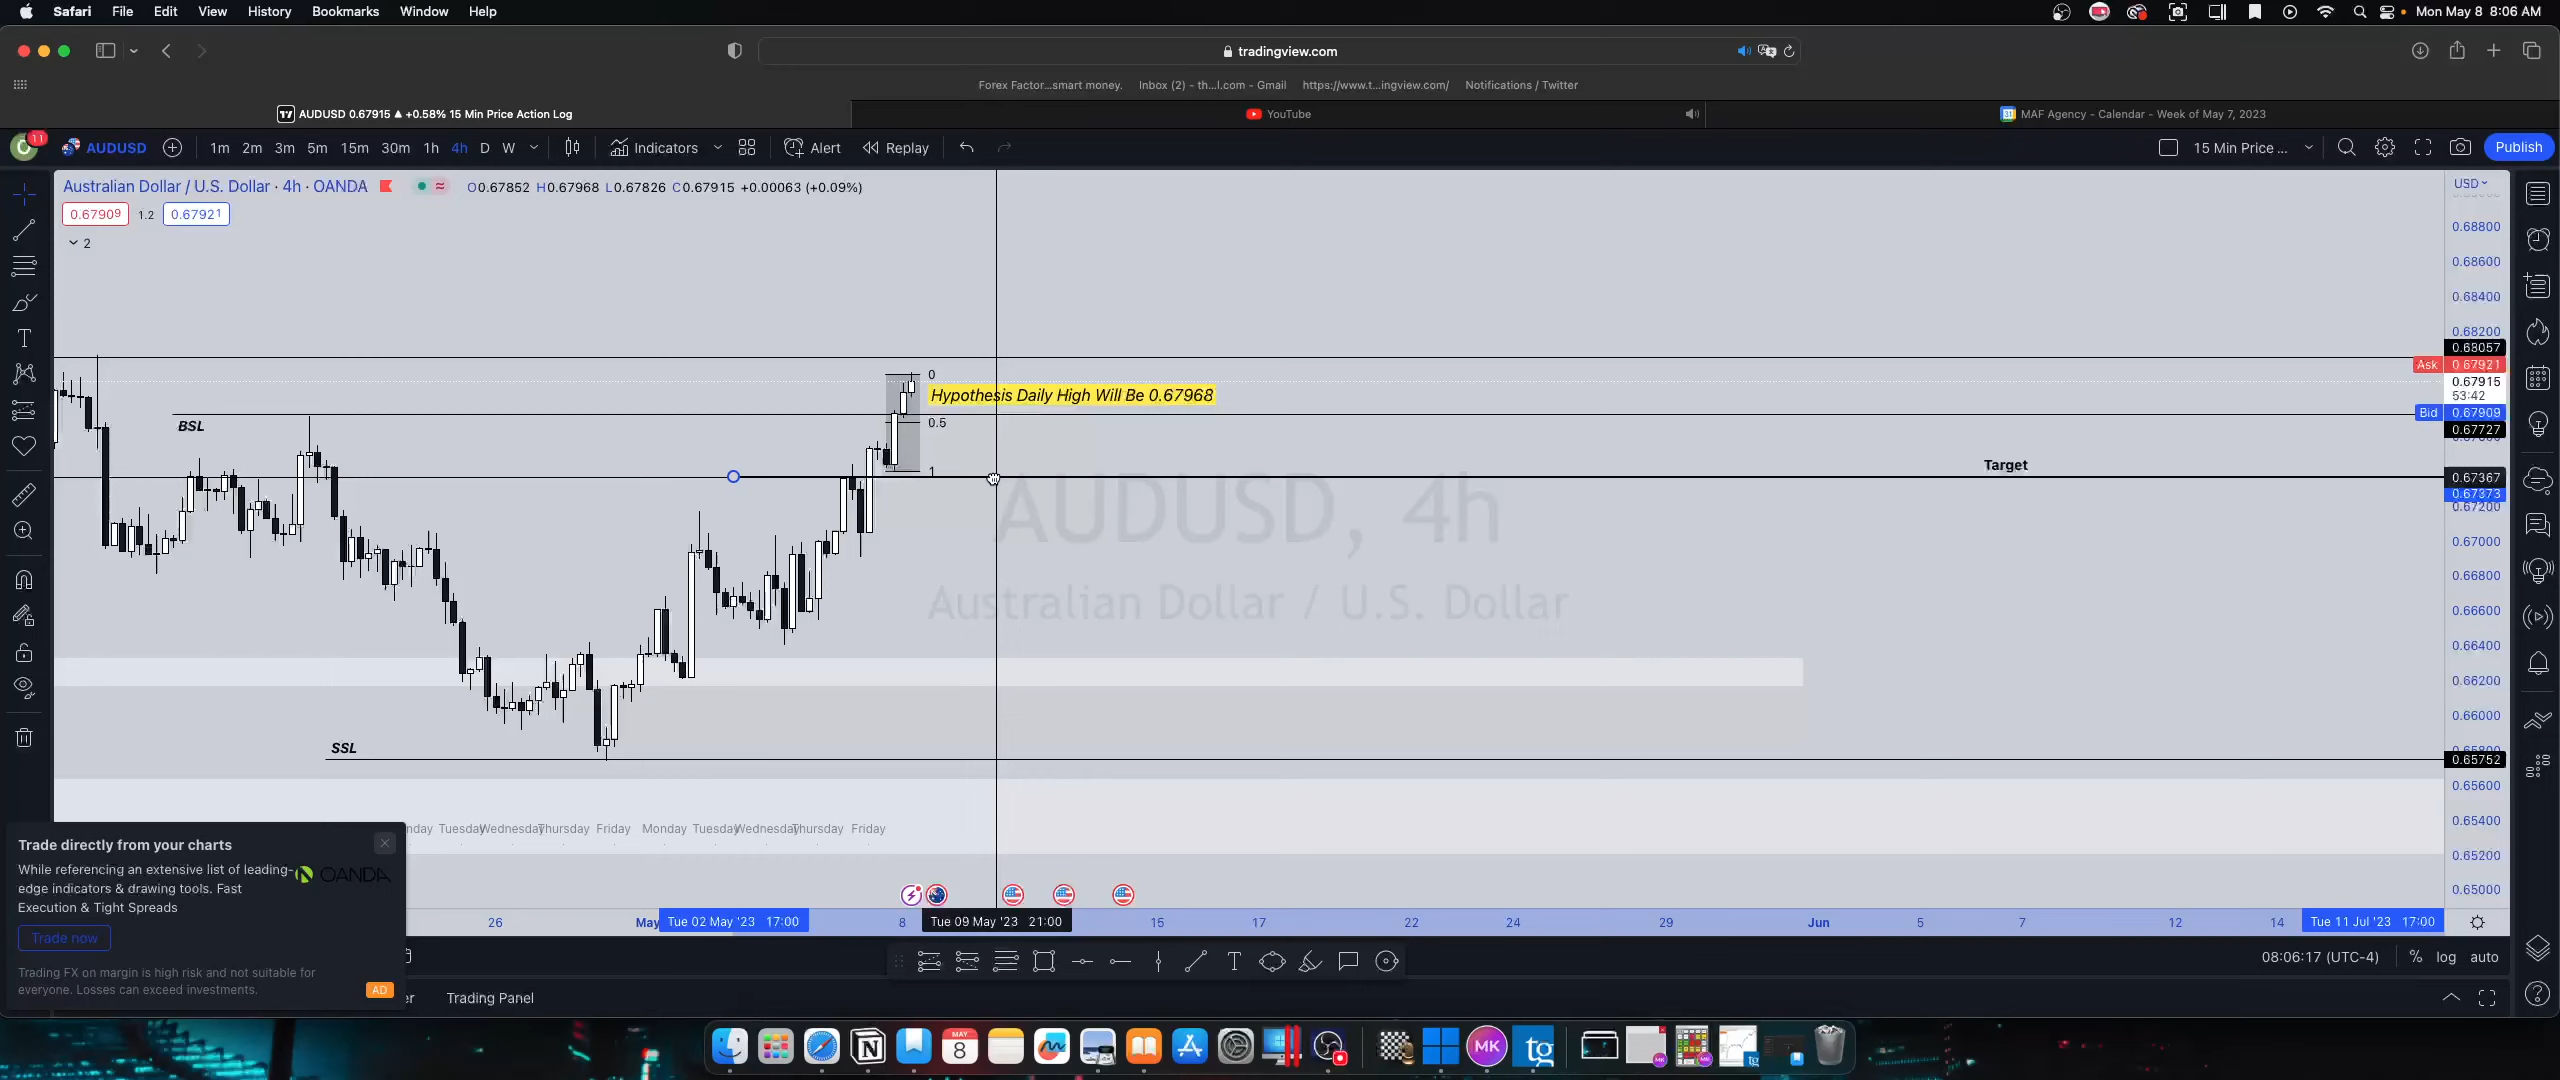 Safari File Edit View History Bookmarks Window Help Mon May 8 8:06 AM
tradingview.com
Forex Factor...smart money. Inbox (2) - th...l.com - Gmail https://www.t...ingview.com/ Notifications / Twitter
AUDUSD 0.67915 ▲ +0.58% 15 Min Price Action Log YouTube MAF Agency - Calendar - Week of May 7, 2023
11
AUDUSD 1m 2m 3m 5m 15m 30m 1h 4h D W Indicators Alert Replay 15 Min Price ... Publish
Australian Dollar / U.S. Dollar · 4h · OANDA O0.67852 H0.67968 L0.67826 C0.67915 +0.00063 (+0.09%)
USD
0.67909 1.2 0.67921
2
0.68800
0.68600
0.68400
0.68200
0.68057
Ask 0.67921
0.67915
53:42
Bid 0.67909
0.67727
0
Hypothesis Daily High Will Be 0.67968
BSL
0.5
1
Target
0.67367
0.67373
0.67200
0.67000
0.66800
0.66600
0.66400
0.66200
0.66000
0.65752
0.65600
0.65400
0.65200
0.65000
AUDUSD, 4h
Australian Dollar / U.S. Dollar
SSL
nday Tuesday Wednesday Thursday Friday Monday Tuesday Wednesday Thursday Friday
Trade directly from your charts
While referencing an extensive list of leading-
edge indicators & drawing tools. Fast
Execution & Tight Spreads
OANDA
Trade now
Trading FX on margin is high risk and not suitable for
everyone. Losses can exceed investments.
AD
26 May Tue 02 May '23 17:00 8 Tue 09 May '23 21:00 15 17 22 24 29 Jun 5 7 12 14 Tue 11 Jul '23 17:00
08:06:17 (UTC-4) % log auto
er Trading Panel
MAY
8
MK
tg
MK
tg